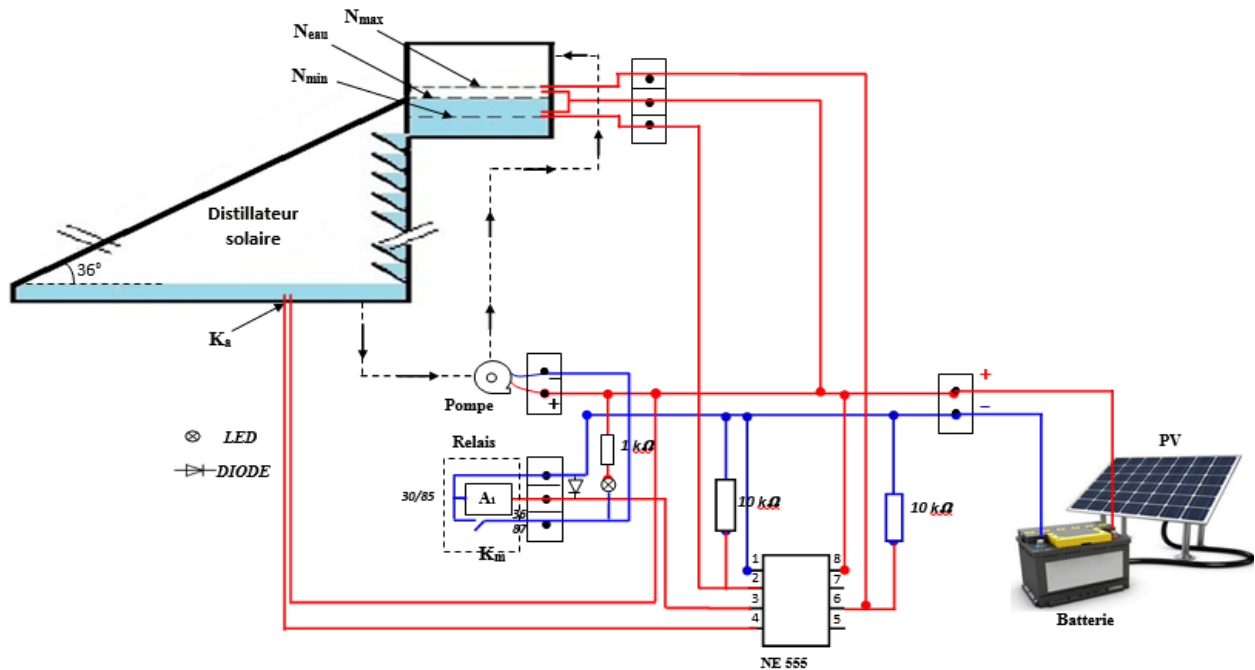 Nmax
Neau
Nmin
Distillateur
solaire
36°
Ka
Pompe
−
+
+
−
PV
LED
DIODE
Relais
1 kΩ
30/85
A1
36
87
Km
10 kΩ
10 kΩ
1
2
3
4
8
7
6
5
NE 555
Batterie